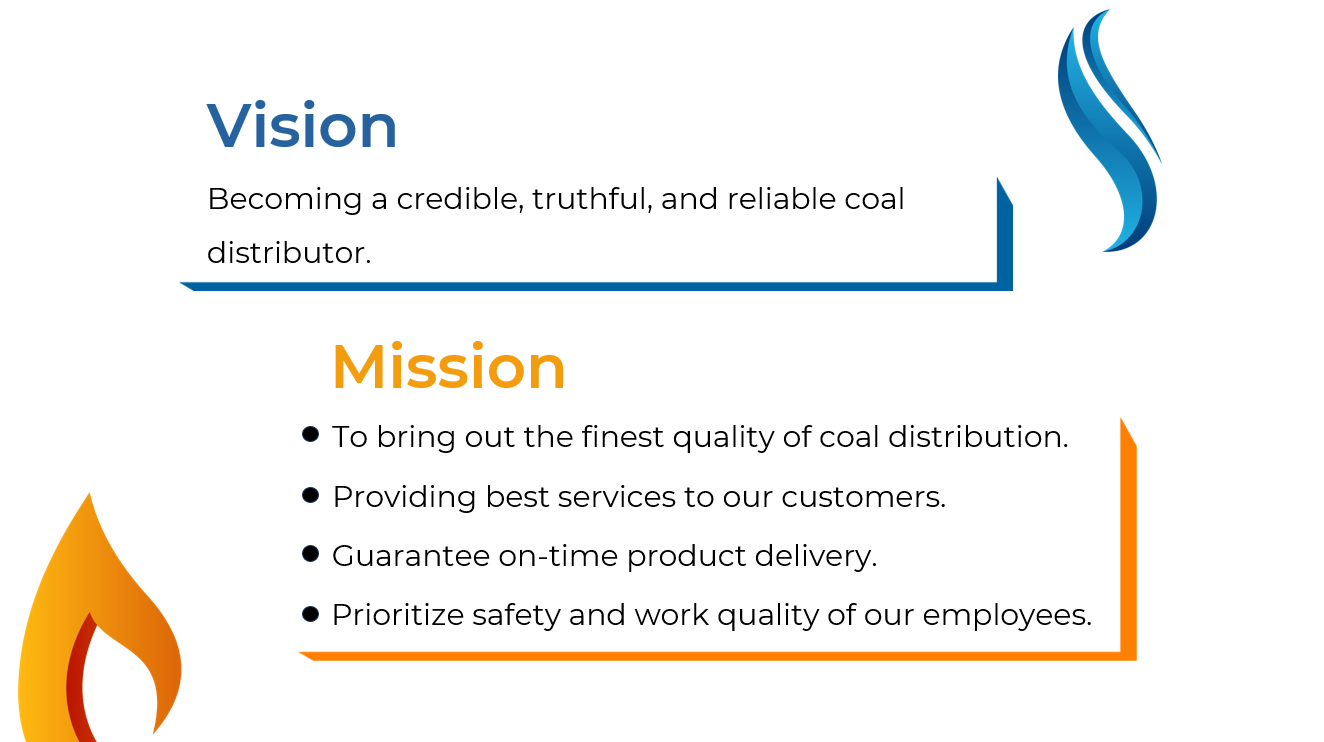 Vision
Becoming a credible, truthful, and reliable coal
distributor.
Mission
● To bring out the finest quality of coal distribution.
● Providing best services to our customers.
● Guarantee on-time product delivery.
● Prioritize safety and work quality of our employees.